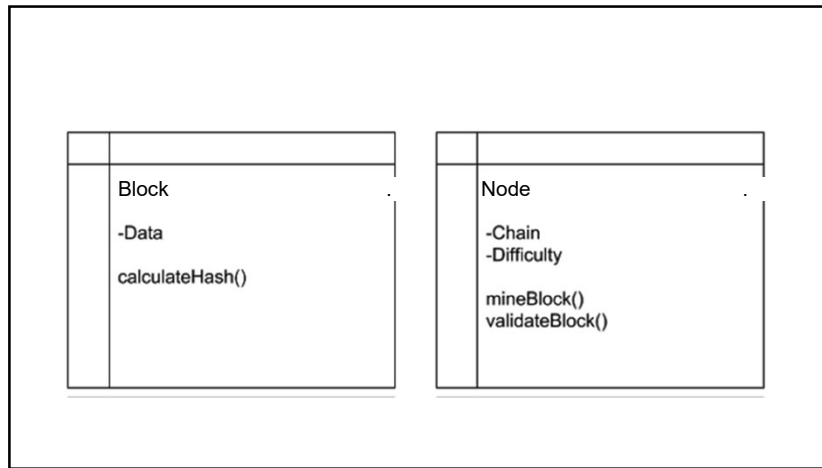 Block .
-Data
calculateHash()
Node .
-Chain
-Difficulty
mineBlock()
validateBlock()